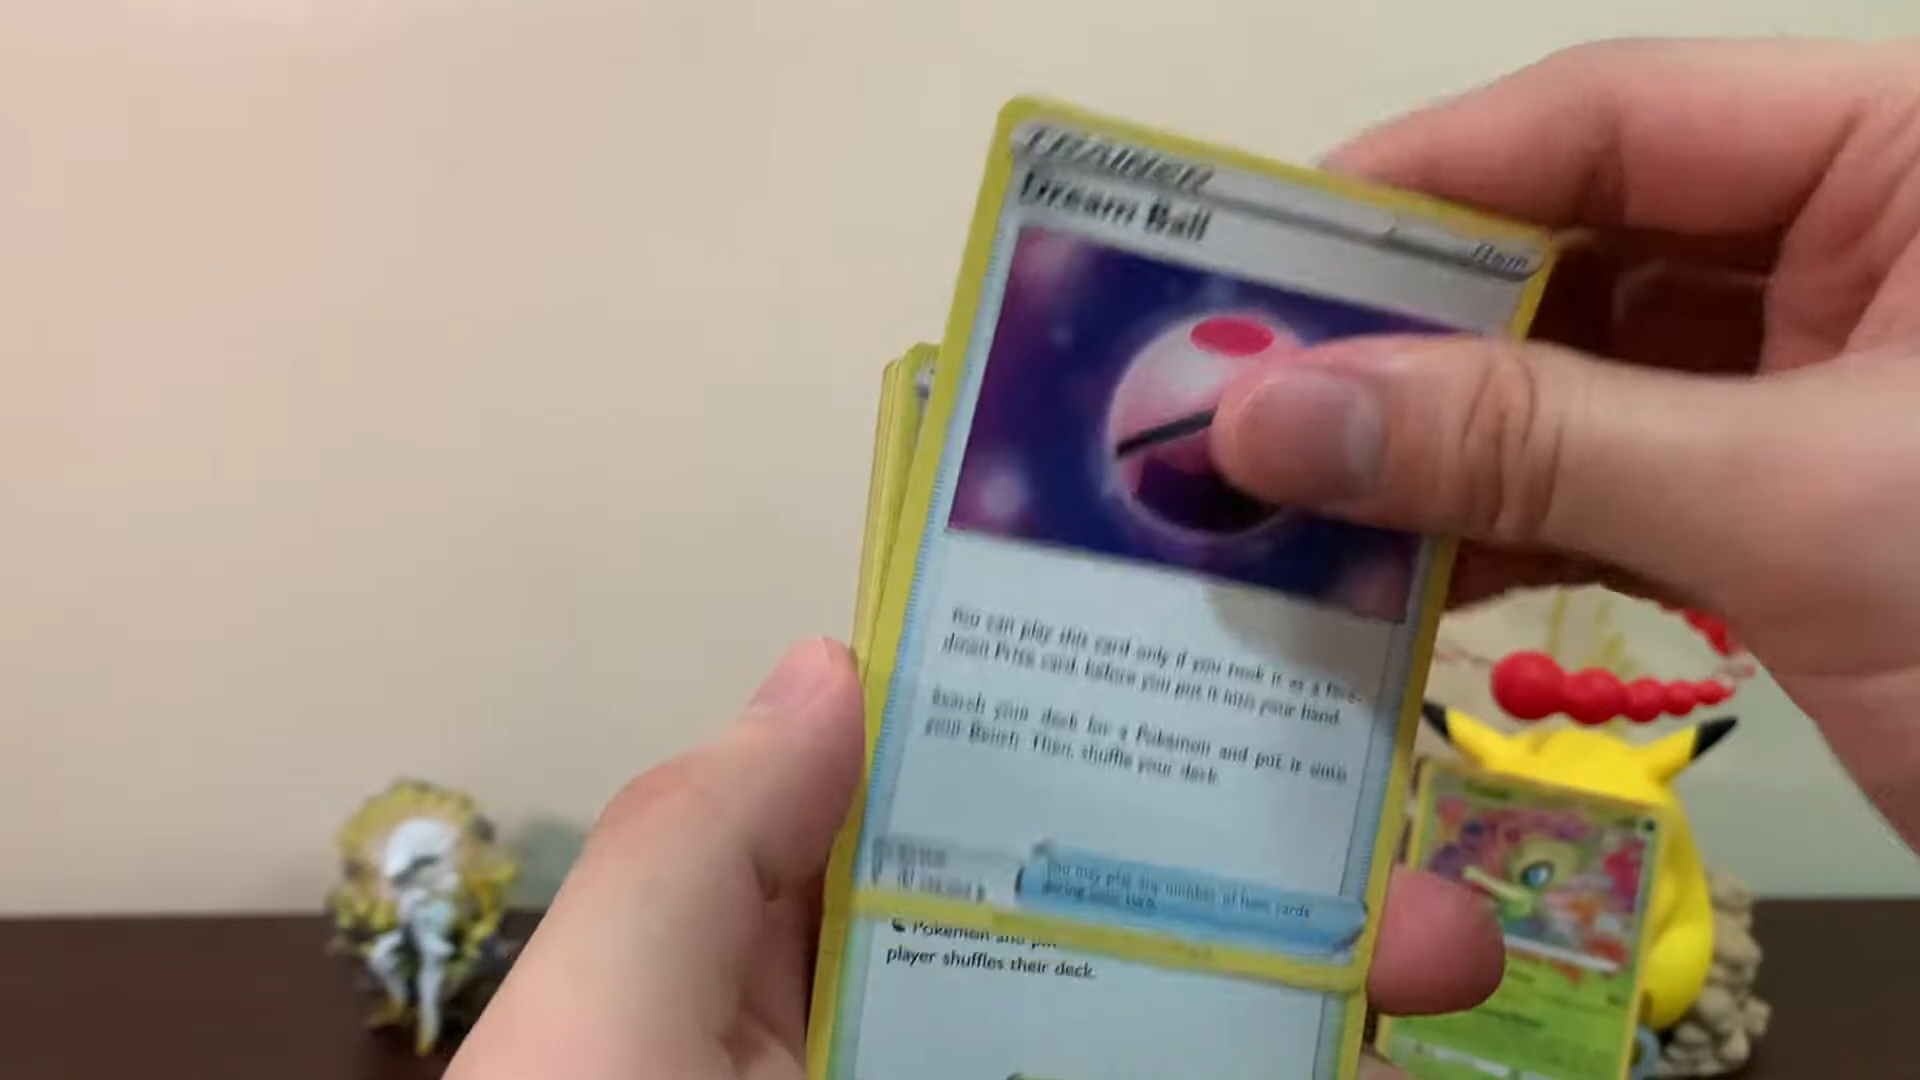 TRAINER
Item
Dream Ball
You can play this card only if you took it as a face-
down Prize card, before you put it into your hand.
Search your deck for a Pokémon and put it onto
your Bench. Then, shuffle your deck.
You may play any number of Item cards
during your turn.
Pokémon and put
player shuffles their deck.